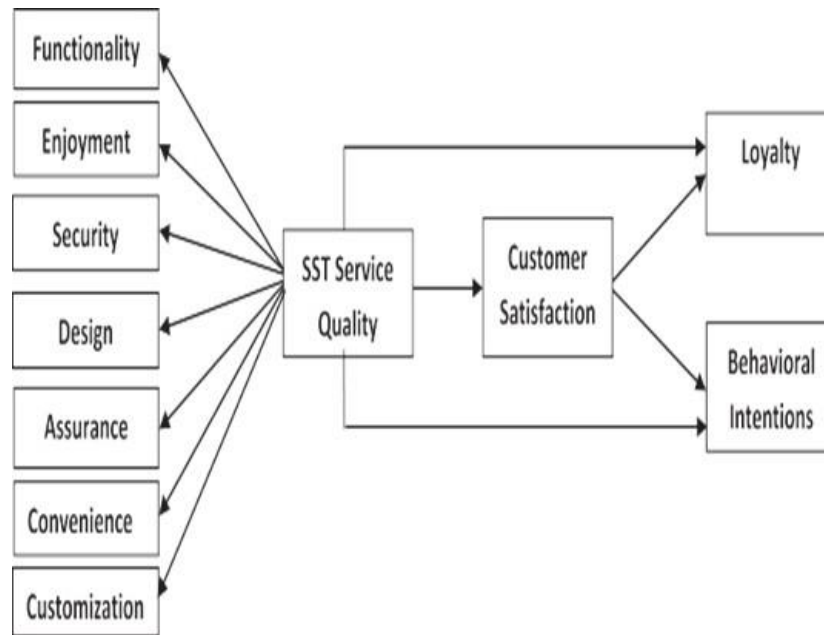 Functionality
Enjoyment
Security
Design
Assurance
Convenience
Customization
SST Service
Quality
Customer
Satisfaction
Loyalty
Behavioral
Intentions